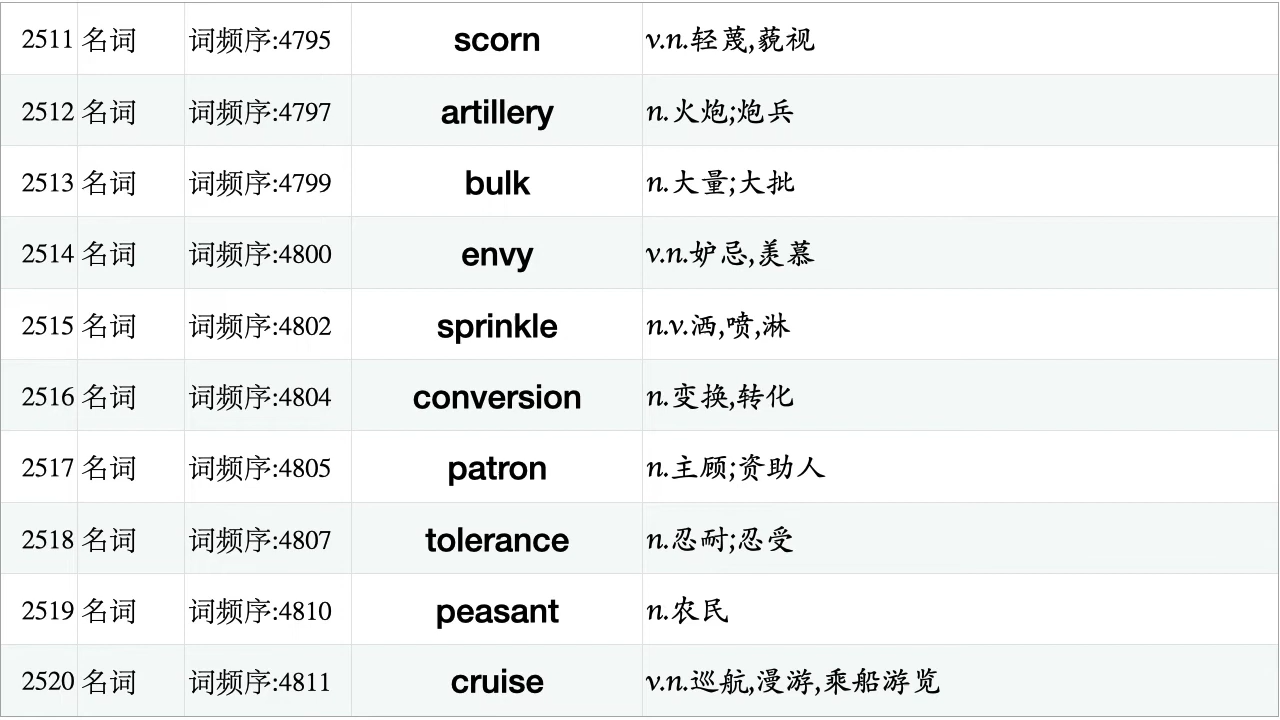 2511 名词 词频序:4795 scorn v.n.轻蔑,藐视
2512 名词 词频序:4797 artillery n.火炮;炮兵
2513 名词 词频序:4799 bulk n.大量;大批
2514 名词 词频序:4800 envy v.n.妒忌,羡慕
2515 名词 词频序:4802 sprinkle n.v.洒,喷,淋
2516 名词 词频序:4804 conversion n.变换,转化
2517 名词 词频序:4805 patron n.主顾;资助人
2518 名词 词频序:4807 tolerance n.忍耐;忍受
2519 名词 词频序:4810 peasant n.农民
2520 名词 词频序:4811 cruise v.n.巡航,漫游,乘船游览